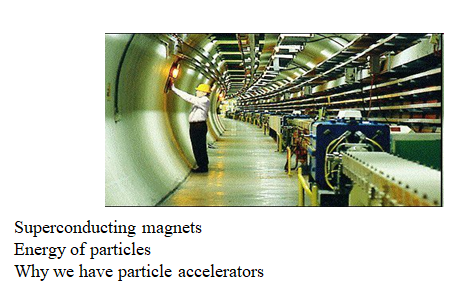 Superconducting magnets
Energy of particles
Why we have particle accelerators